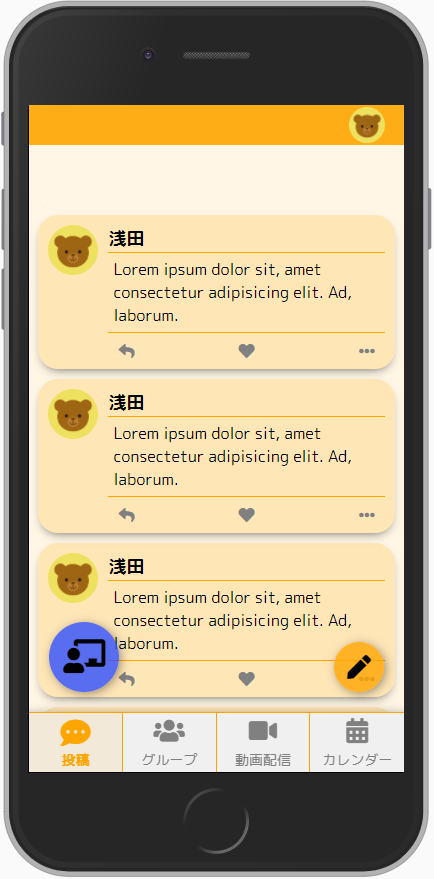 浅田
Lorem ipsum dolor sit, amet
consectetur adipisicing elit. Ad,
laborum.
浅田
Lorem ipsum dolor sit, amet
consectetur adipisicing elit. Ad,
laborum.
浅田
Lorem ipsum dolor sit, amet
consectetur adipisicing elit. Ad,
laborum.
投稿
グループ
動画配信
カレンダー